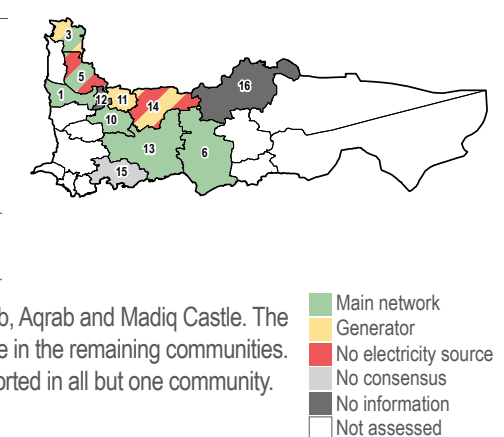 3
5
1
12
11
14
16
10
13
6
15
b, Aqrab and Madiq Castle. The
e in the remaining communities.
orted in all but one community.
Main network
Generator
No electricity source
No consensus
No information
Not assessed